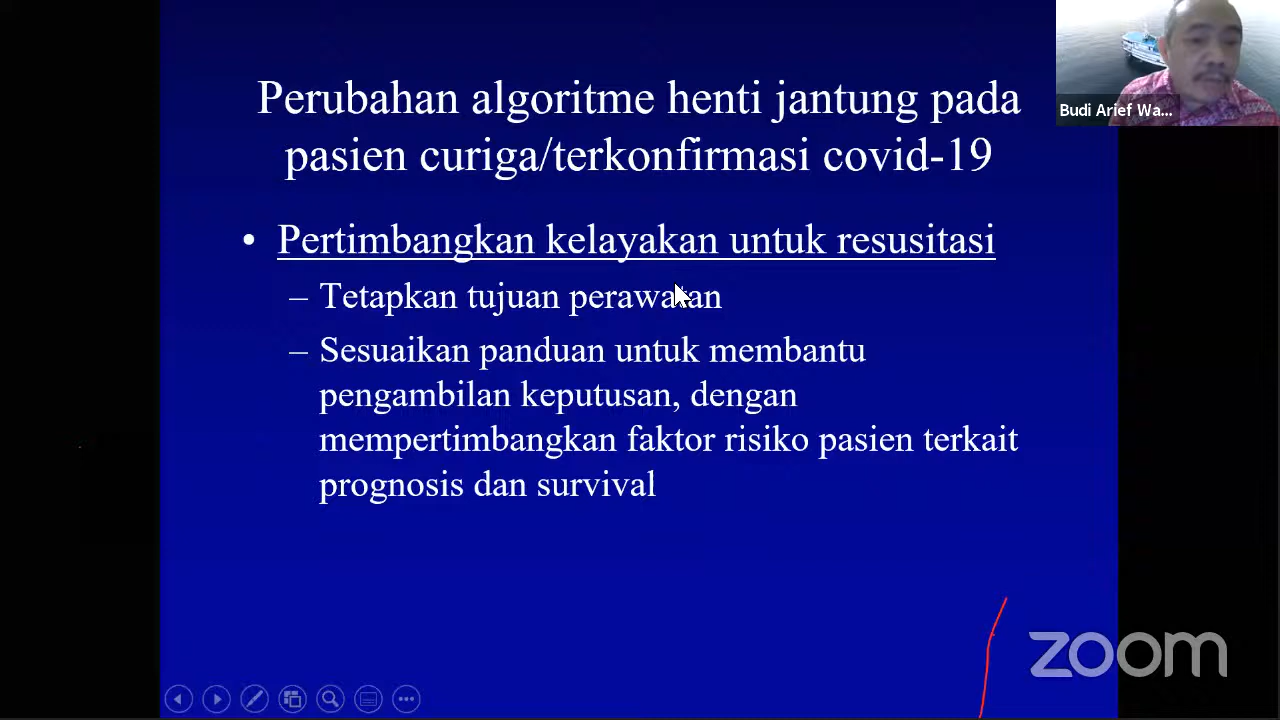 Perubahan algoritme henti jantung pada
pasien curiga/terkonfirmasi covid-19
Budi Arief Wa...
• Pertimbangkan kelayakan untuk resusitasi
– Tetapkan tujuan perawatan
– Sesuaikan panduan untuk membantu
pengambilan keputusan, dengan
mempertimbangkan faktor risiko pasien terkait
prognosis dan survival
zoom